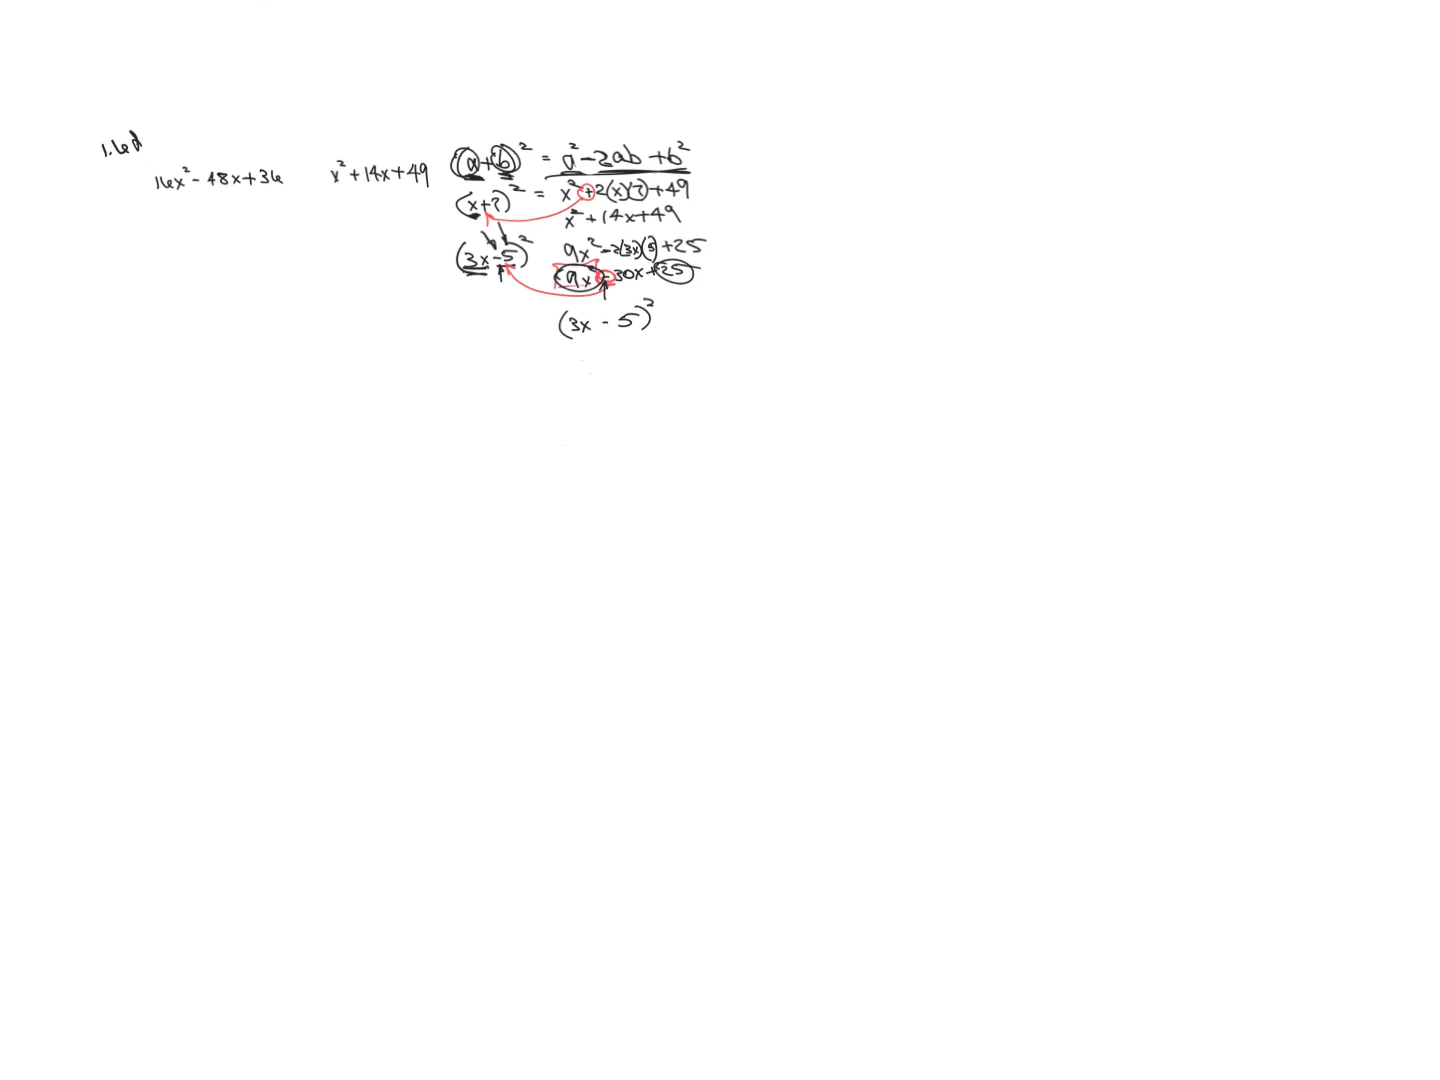 1.6d
16x² - 48x + 36
x² + 14x + 49
(a+b)² = a² - 2ab + b²
(x+7)² = x² + 2(x)(7) + 49
x² + 14x + 49
(3x - 5)² 9x² - 2(3x)(5) + 25
9x² - 30x + 25
(3x - 5)²